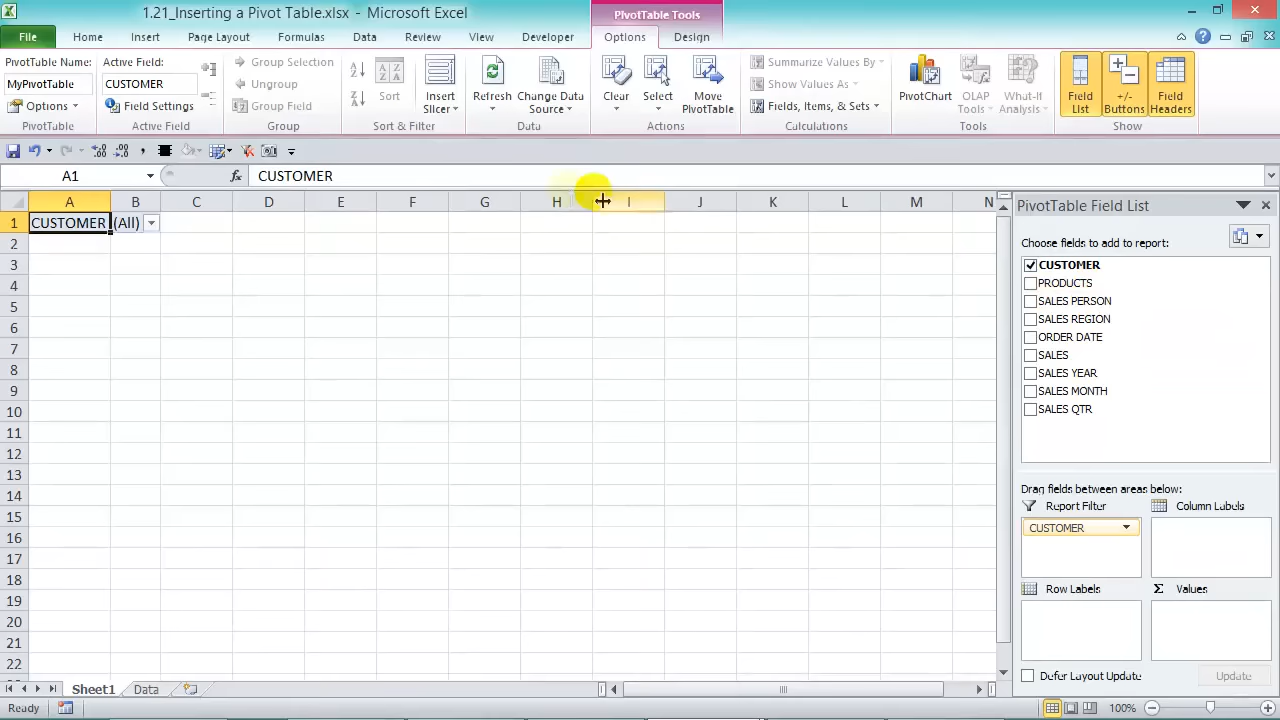 1.21_Inserting a Pivot Table.xlsx - Microsoft Excel
PivotTable Tools
File Home Insert Page Layout Formulas Data Review View Developer Options Design
PivotTable Name:
MyPivotTable
Options
PivotTable
Active Field:
CUSTOMER
Field Settings
Active Field
Group Selection
Ungroup
Group Field
Group
Sort
Insert Slicer
Sort & Filter
Refresh
Change Data Source
Data
Clear
Select
Move PivotTable
Actions
Summarize Values By
Show Values As
Fields, Items, & Sets
Calculations
PivotChart
OLAP Tools
What-If Analysis
Tools
Field List
+/- Buttons
Field Headers
Show
A1
fx CUSTOMER
A B C D E F G H I J K L M N
1 CUSTOMER (All)
2
3
4
5
6
7
8
9
10
11
12
13
14
15
16
17
18
19
20
21
22
PivotTable Field List
Choose fields to add to report:
CUSTOMER
PRODUCTS
SALES PERSON
SALES REGION
ORDER DATE
SALES
SALES YEAR
SALES MONTH
SALES QTR
Drag fields between areas below:
Report Filter Column Labels
CUSTOMER
Row Labels Σ Values
Defer Layout Update Update
Sheet1 Data
Ready 100%